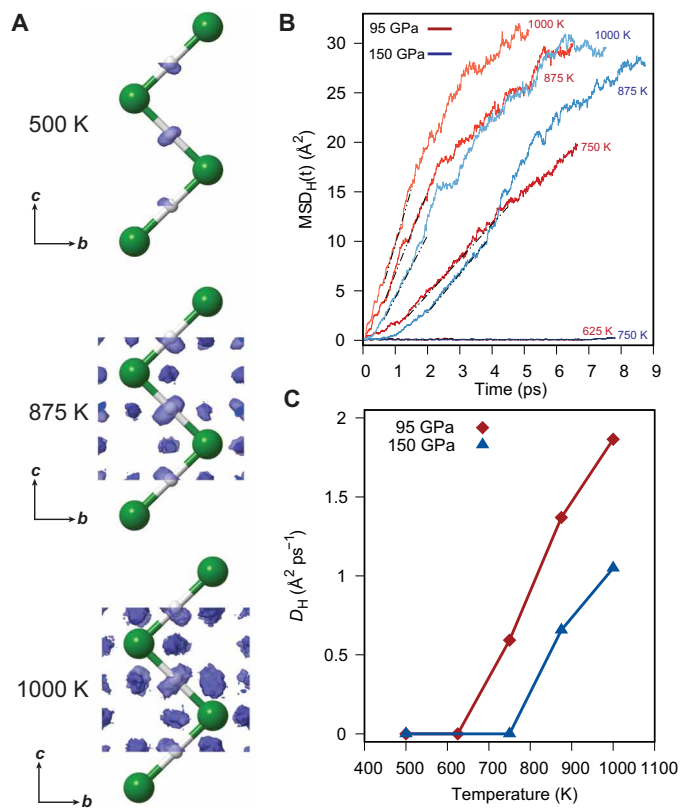 A
500 K
c
b
875 K
c
b
1000 K
c
b
B
95 GPa
150 GPa
1000 K
1000 K
875 K
875 K
750 K
625 K
750 K
MSD_H(t) (Å²)
30
25
20
15
10
5
0
0 1 2 3 4 5 6 7 8 9
Time (ps)
C
95 GPa
150 GPa
D_H (Å² ps⁻¹)
2
1.5
1
0.5
0
400 500 600 700 800 900 1000 1100
Temperature (K)